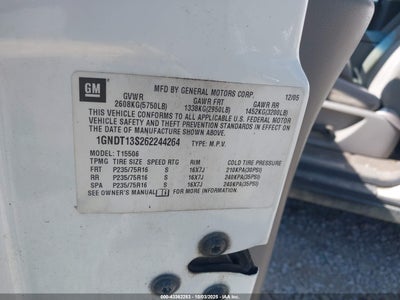 GM
MFD BY GENERAL MOTORS CORP
12/05
GVWR GAWR FRT GAWR RR
2608KG(5750LB) 1338KG(2950LB) 1452KG(3200LB)
THIS VEHICLE CONFORMS TO ALL APPLICABLE U.S. FEDERAL MOTOR
VEHICLE SAFETY AND THEFT PREVENTION STANDARDS IN EFFECT ON
THE DATE OF MANUFACTURE SHOWN ABOVE.
1GNDT13S262244264 TYPE: M.P.V.
MODEL: T15506
TPMG TIRE SIZE SPEED RTG RIM COLD TIRE PRESSURE
FRT P235/75R16 S 16X7J 210KPA(30PSI)
RR P235/75R16 S 16X7J 240KPA(35PSI)
SPA P235/75R16 S 16X7J 240KPA(35PSI)
SEE OWNER'S MANUAL FOR MORE INFORMATION.
000-43362263 - 10/03/2025 - IAAI.COM